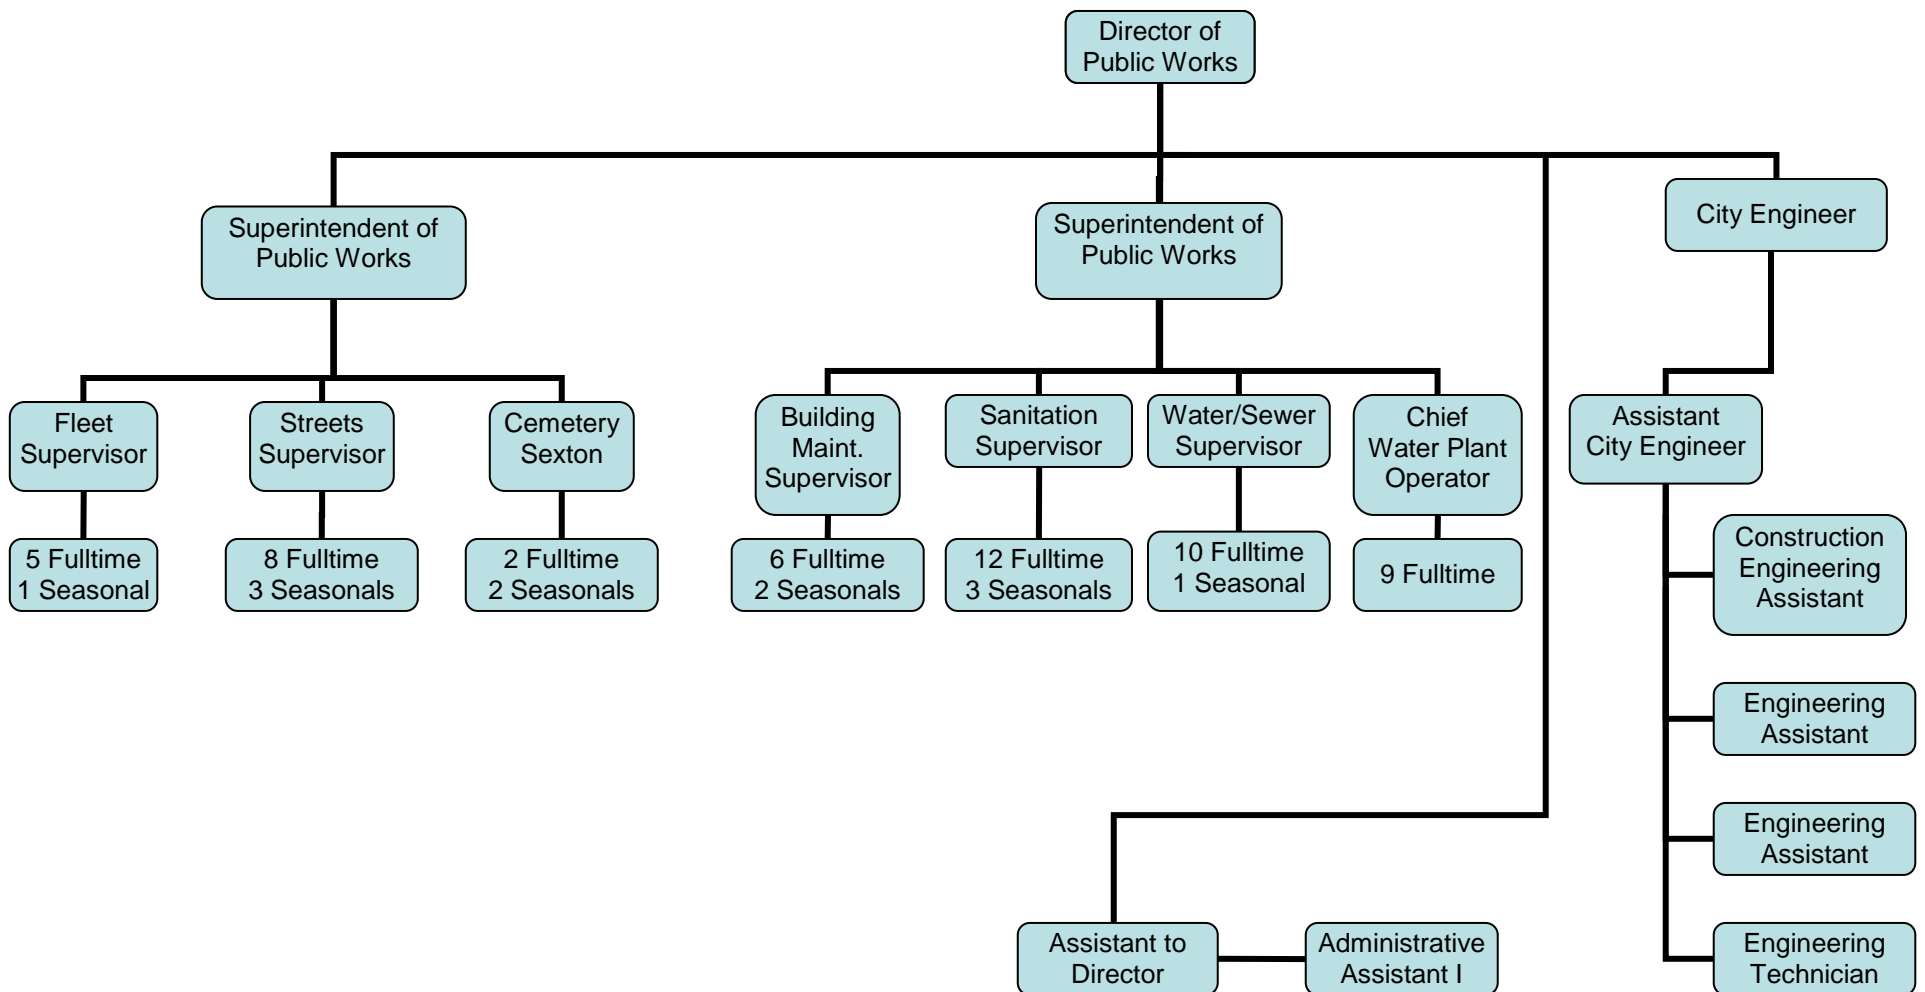 Director of
Public Works
Superintendent of
Public Works
Superintendent of
Public Works
City Engineer
Fleet
Supervisor
Streets
Supervisor
Cemetery
Sexton
Building
Maint.
Supervisor
Sanitation
Supervisor
Water/Sewer
Supervisor
Chief
Water Plant
Operator
Assistant
City Engineer
5 Fulltime
1 Seasonal
8 Fulltime
3 Seasonals
2 Fulltime
2 Seasonals
6 Fulltime
2 Seasonals
12 Fulltime
3 Seasonals
10 Fulltime
1 Seasonal
9 Fulltime
Construction
Engineering
Assistant
Engineering
Assistant
Engineering
Assistant
Assistant to
Director
Administrative
Assistant I
Engineering
Technician